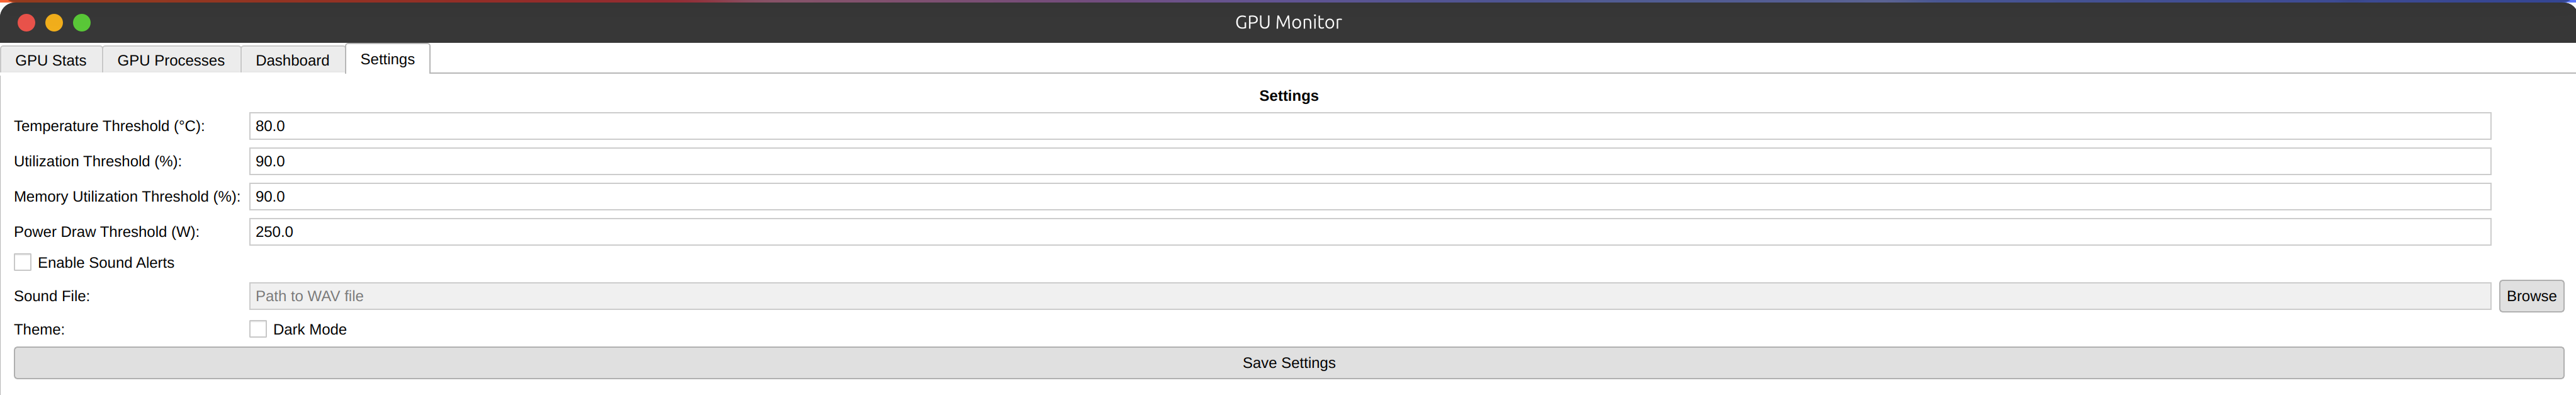 GPU Monitor
GPU Stats GPU Processes Dashboard Settings
Settings
Temperature Threshold (°C): 80.0
Utilization Threshold (%): 90.0
Memory Utilization Threshold (%): 90.0
Power Draw Threshold (W): 250.0
Enable Sound Alerts
Sound File: Path to WAV file Browse
Theme: Dark Mode
Save Settings